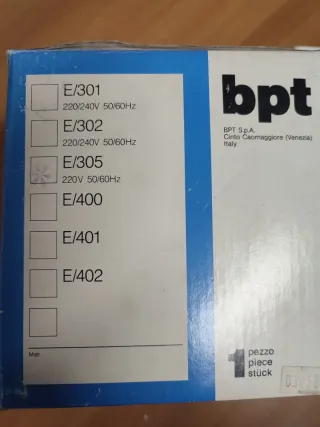 E/301
220/240V 50/60Hz
E/302
220/240V 50/60Hz
E/305
220V 50/60Hz
E/400
E/401
E/402
Matr.
bpt
BPT S.p.A.
Cinto Caomaggiore (Venezia)
Italy
1 pezzo
piece
stück